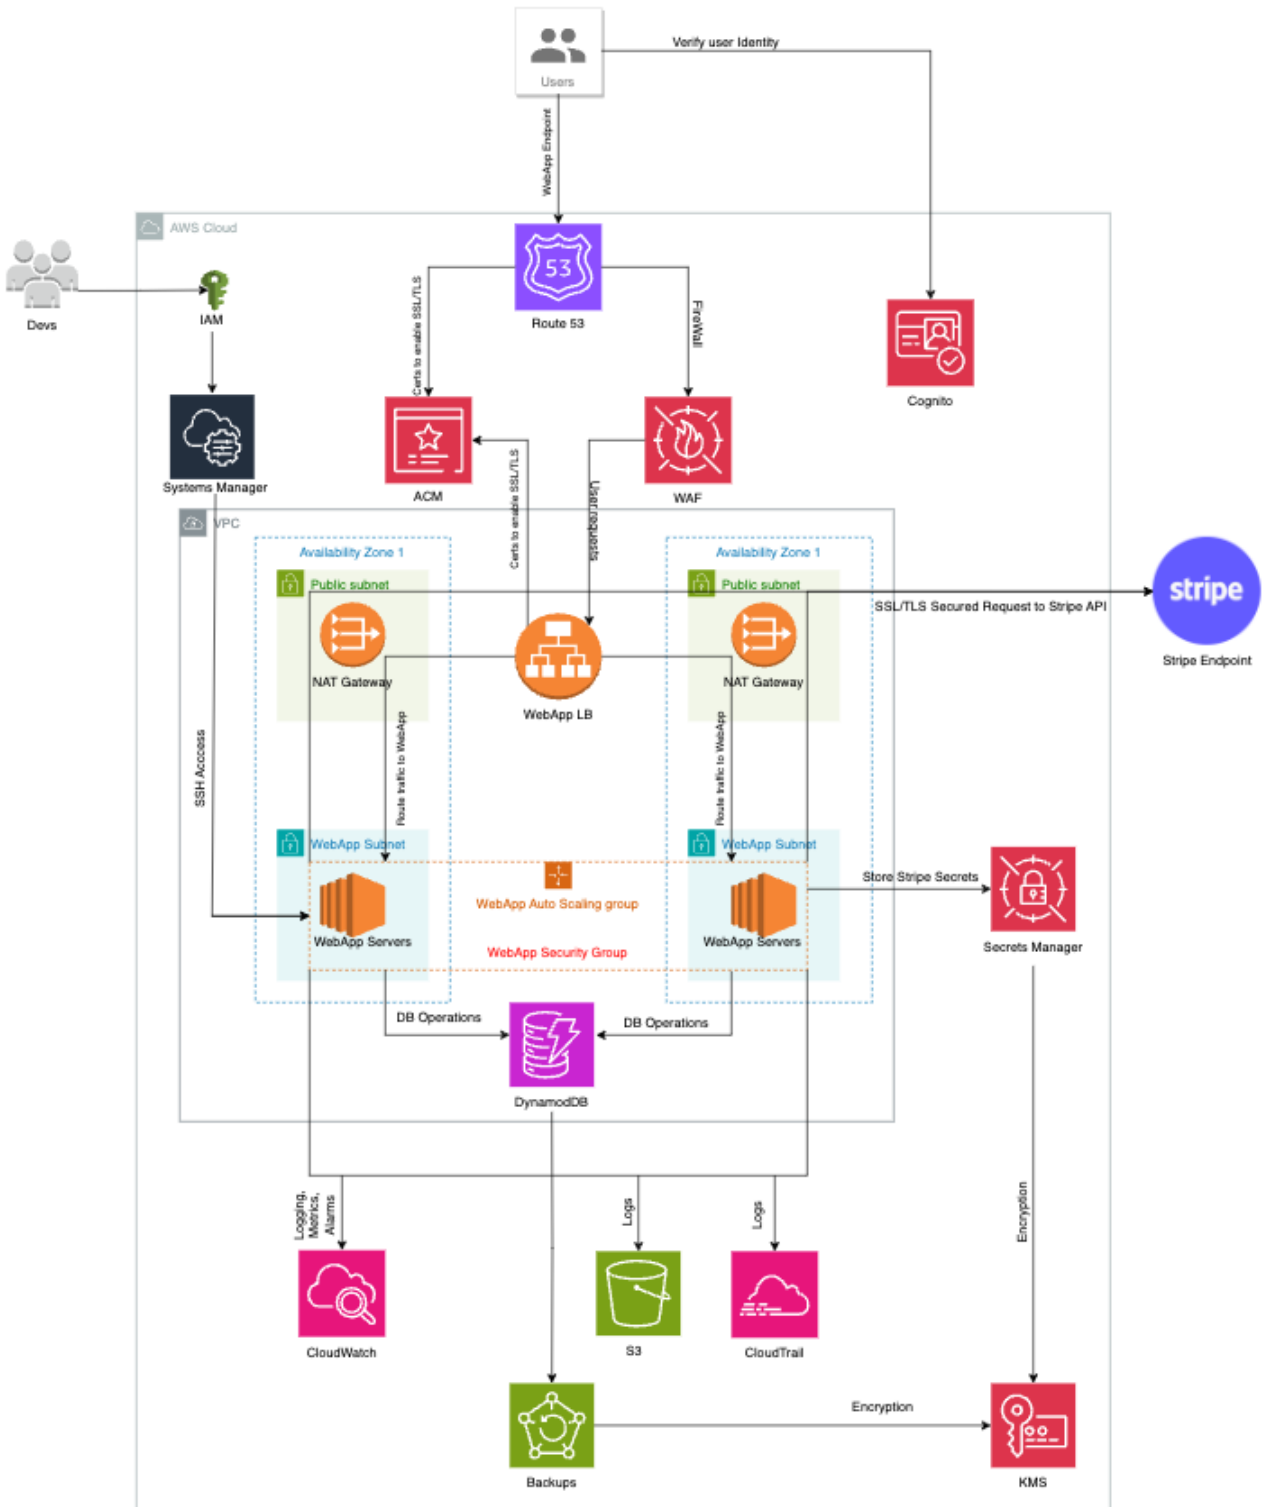 Verify user Identity
Users
WebApp Endpoint
AWS Cloud
Devs
IAM
53
Route 53
Certs to enable SSL/TLS
FireWall
Cognito
Systems Manager
ACM
WAF
Certs to enable SSL/TLS
User requests
VPC
Availability Zone 1
Availability Zone 1
Public subnet
Public subnet
stripe
SSL/TLS Secured Request to Stripe API
Stripe Endpoint
NAT Gateway
NAT Gateway
WebApp LB
SSH Acccess
Route traffic to WebApp
Route traffic to WebApp
WebApp Subnet
WebApp Subnet
Store Stripe Secrets
WebApp Auto Scaling group
WebApp Servers
WebApp Servers
WebApp Security Group
Secrets Manager
DB Operations
DB Operations
DynamodDB
Logging,
Metrics,
Alarms
Logs
Logs
Encryption
CloudWatch
S3
CloudTrail
Encryption
Backups
KMS